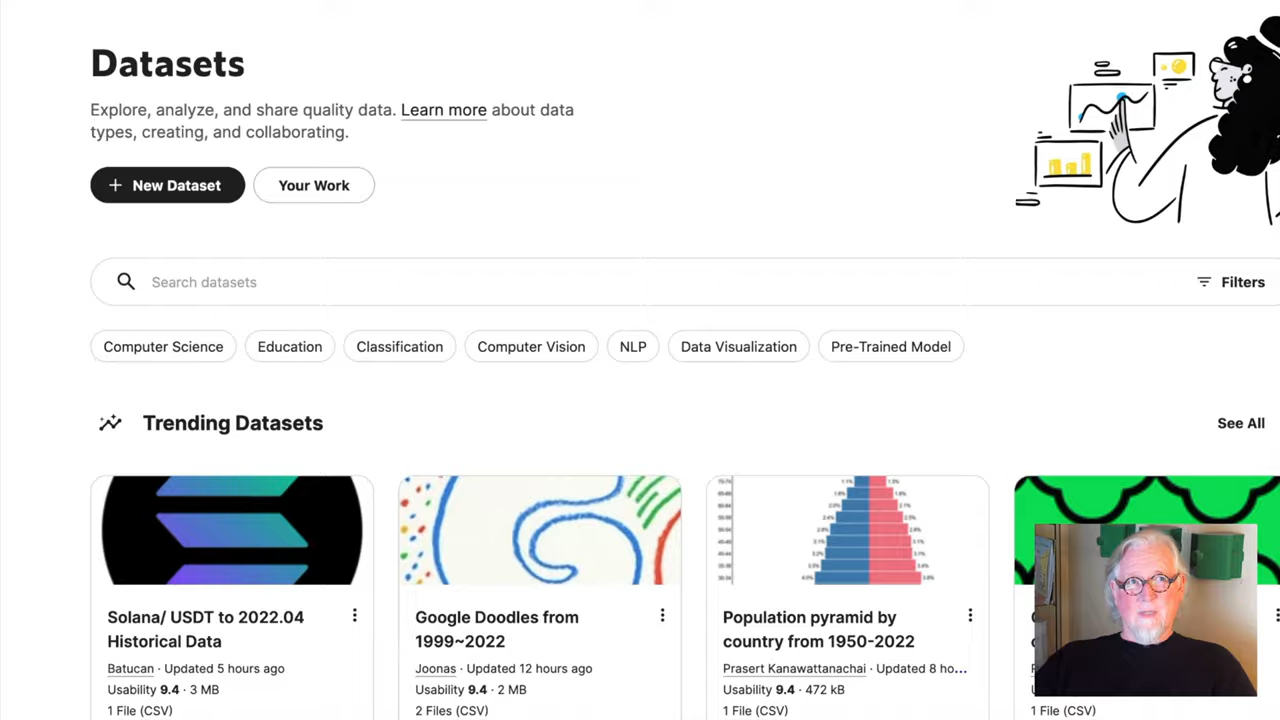 Datasets
Explore, analyze, and share quality data. Learn more about data
types, creating, and collaborating.
+ New Dataset
Your Work
Search datasets
Filters
Computer Science
Education
Classification
Computer Vision
NLP
Data Visualization
Pre-Trained Model
Trending Datasets
See All
Solana/ USDT to 2022.04
Historical Data
Batucan · Updated 5 hours ago
Usability 9.4 · 3 MB
1 File (CSV)
Google Doodles from
1999~2022
Joonas · Updated 12 hours ago
Usability 9.4 · 2 MB
2 Files (CSV)
Population pyramid by
country from 1950-2022
Prasert Kanawattanachai · Updated 8 ho...
Usability 9.4 · 472 kB
1 File (CSV)
1 File (CSV)